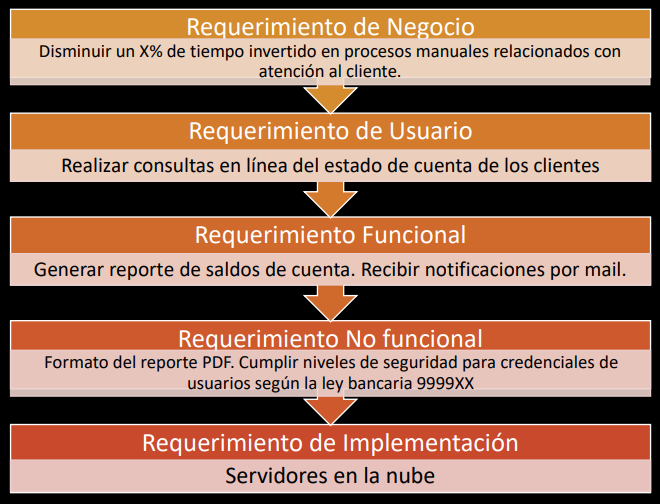 Requerimiento de Negocio
Disminuir un X% de tiempo invertido en procesos manuales relacionados con
atención al cliente.
Requerimiento de Usuario
Realizar consultas en línea del estado de cuenta de los clientes
Requerimiento Funcional
Generar reporte de saldos de cuenta. Recibir notificaciones por mail.
Requerimiento No funcional
Formato del reporte PDF. Cumplir niveles de seguridad para credenciales de
usuarios según la ley bancaria 9999XX
Requerimiento de Implementación
Servidores en la nube